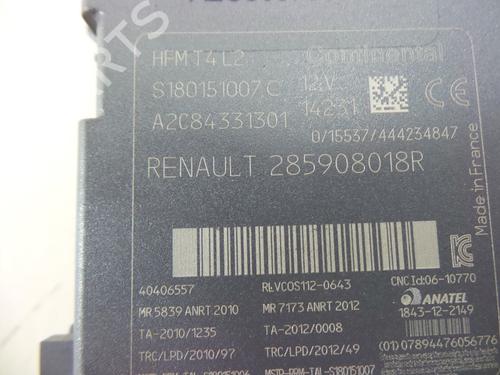 HFM T4 L2 Continental
S180151007 C 12V
A2C84331301 14231
0/15537/444234847
RENAULT 285908018R
Made in France
40406557 RLVCOS112-0643 CNC Id:06-10770
MR 5839 ANRT 2010 MR 7173 ANRT 2012 ANATEL
TA-2010/1235 TA-2012/0008 1843-12-2149
TRC/LPD/2010/97 TRC/LPD/2012/49 (01) 07894476056776